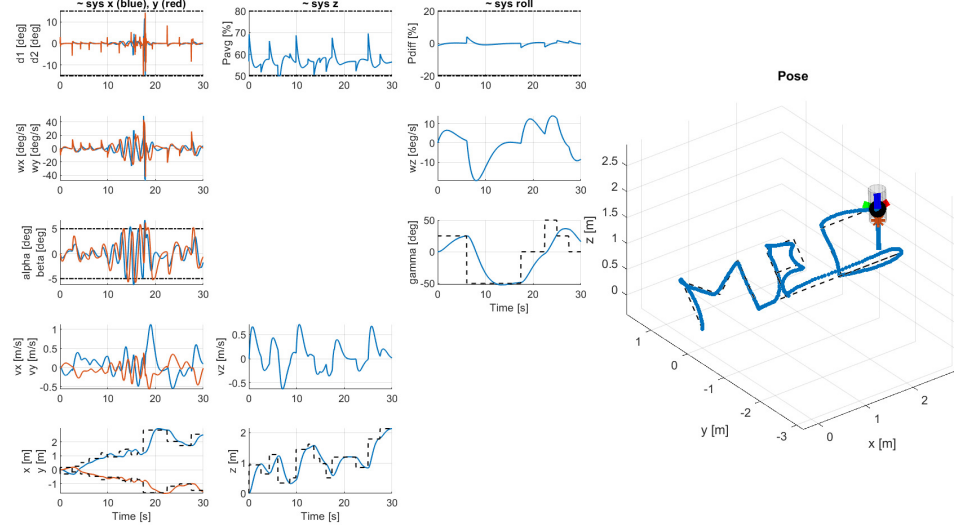 ~ sys x (blue), y (red)
~ sys z
~ sys roll
d1 [deg]
d2 [deg]
10
0
-10
0 10 20 30
Pavg [%]
80
70
60
50
0 10 20 30
Pdiff [%]
20
0
-20
0 10 20 30
Pose
wx [deg/s]
wy [deg/s]
40
20
0
-20
-40
0 10 20 30
wz [deg/s]
10
0
-10
0 10 20 30
alpha [deg]
beta [deg]
5
0
-5
0 10 20 30
gamma [deg]
50
0
-50
0 10 20 30
Time [s]
z [m]
2.5
2
1.5
1
0.5
0
1
0
-1
-2
-3
y [m]
0
1
2
x [m]
vx [m/s]
vy [m/s]
1
0.5
0
-0.5
0 10 20 30
vz [m/s]
0.5
0
-0.5
0 10 20 30
x [m]
y [m]
2
1
0
-1
0 10 20 30
Time [s]
z [m]
2
1
0
0 10 20 30
Time [s]